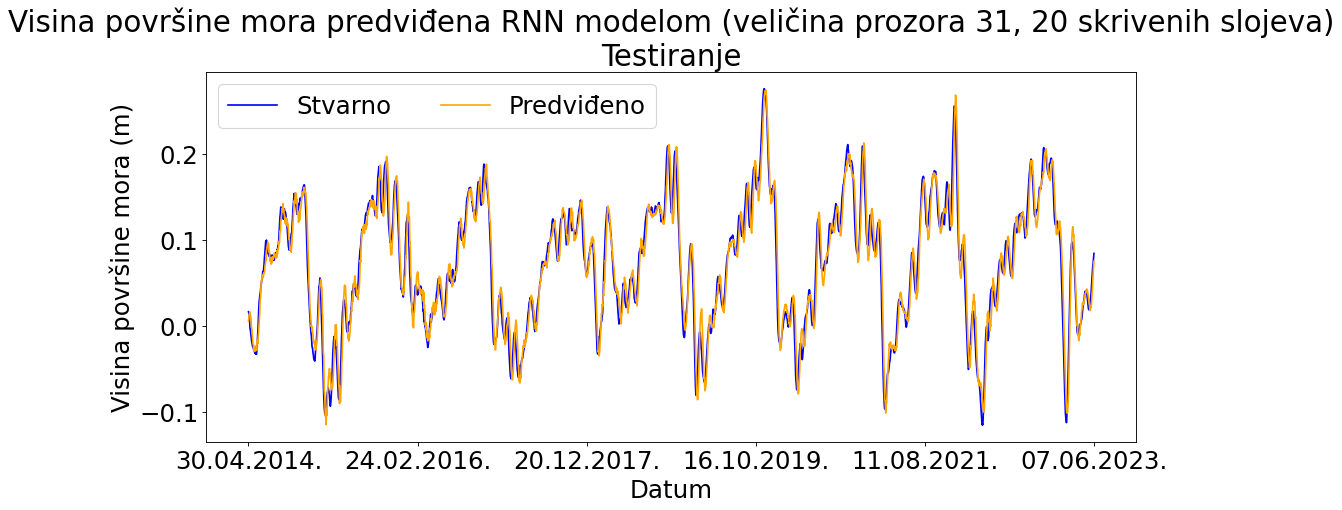 Visina površine mora predviđena RNN modelom (veličina prozora 31, 20 skrivenih slojeva)
Testiranje
Stvarno
Predviđeno
Visina površine mora (m)
0.2
0.1
0.0
−0.1
30.04.2014.
24.02.2016.
20.12.2017.
16.10.2019.
11.08.2021.
07.06.2023.
Datum